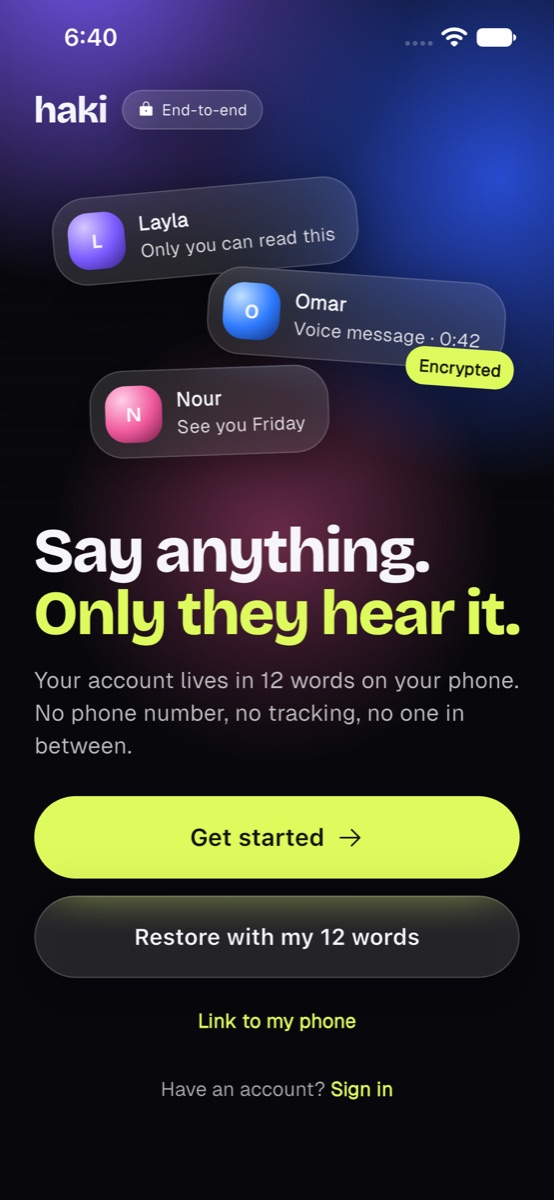 6:40
haki
End-to-end
L
Layla
Only you can read this
O
Omar
Voice message · 0:42
Encrypted
N
Nour
See you Friday
Say anything.
Only they hear it.
Your account lives in 12 words on your phone.
No phone number, no tracking, no one in
between.
Get started →
Restore with my 12 words
Link to my phone
Have an account? Sign in